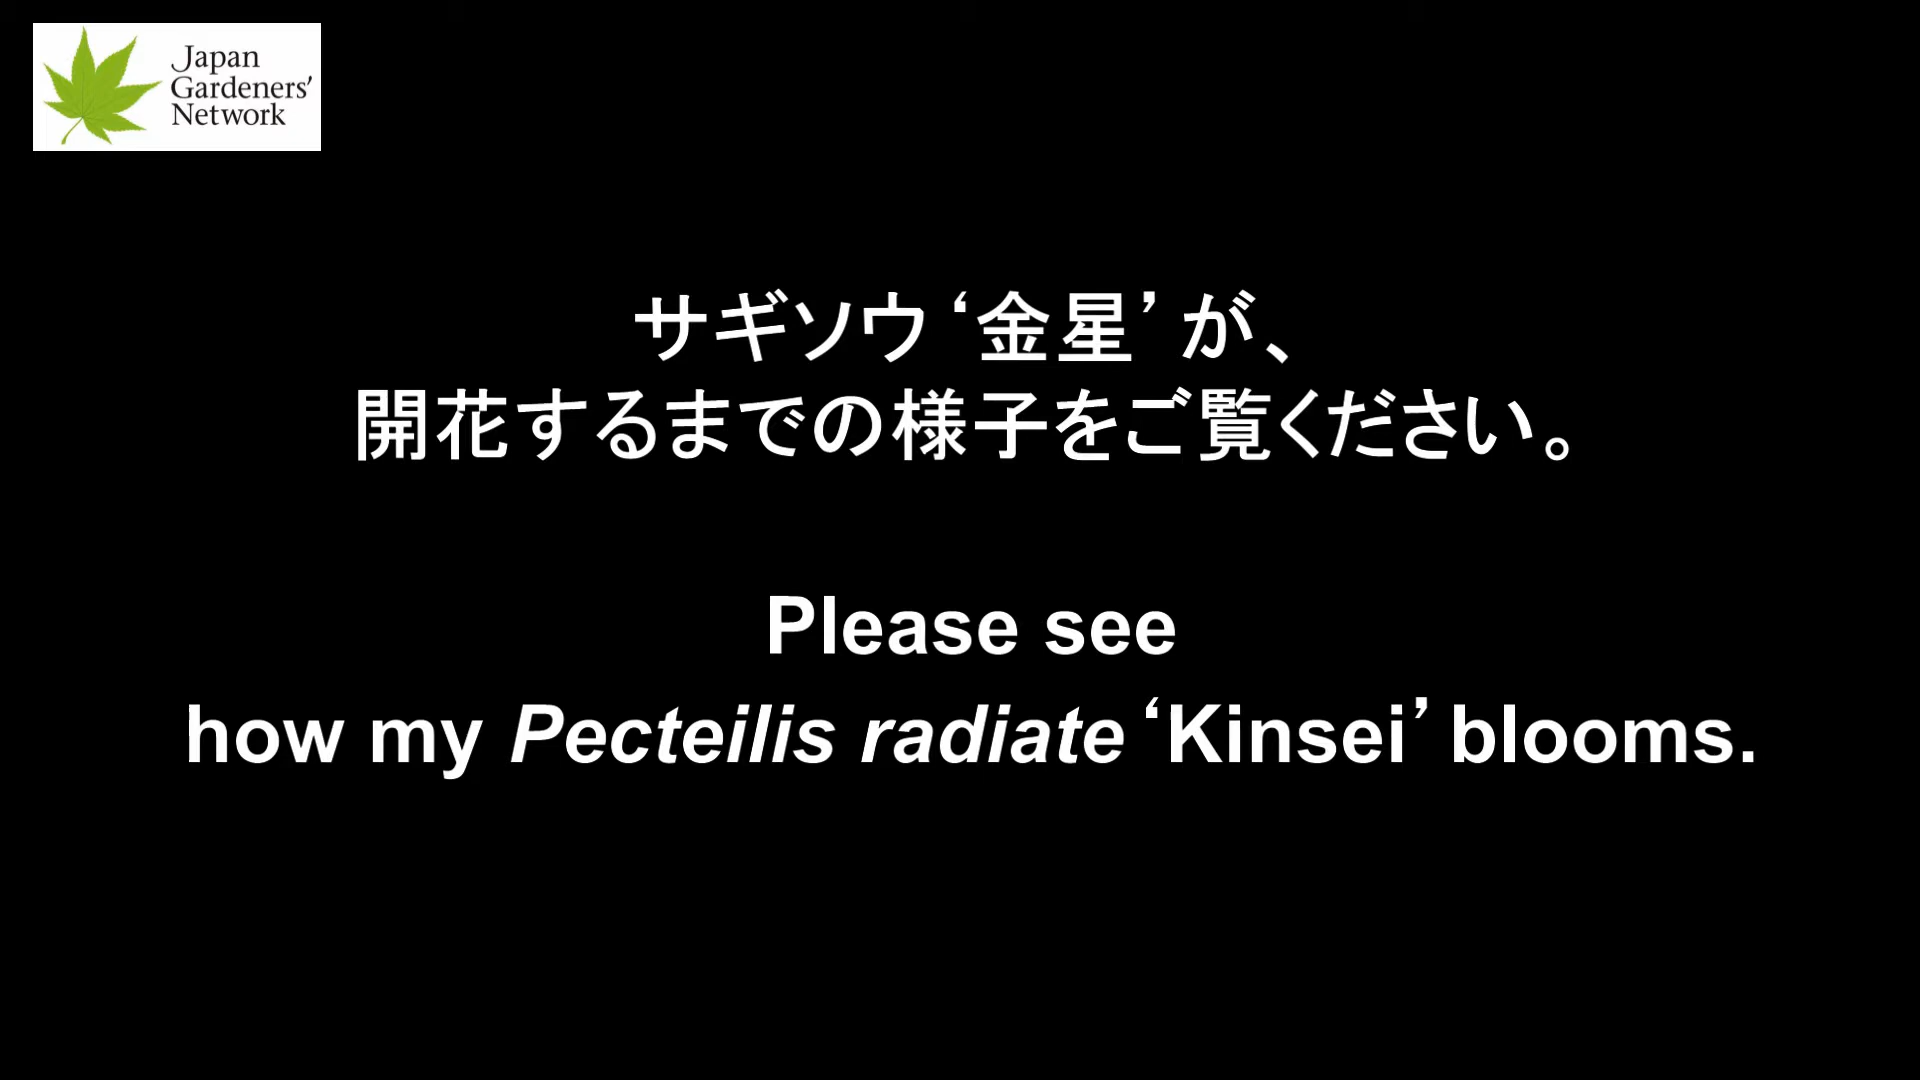 Japan
Gardeners’
Network
サギソウ ‘金星’ が、
開花するまでの様子をご覧ください。
Please see
how my Pecteilis radiate ‘Kinsei’ blooms.